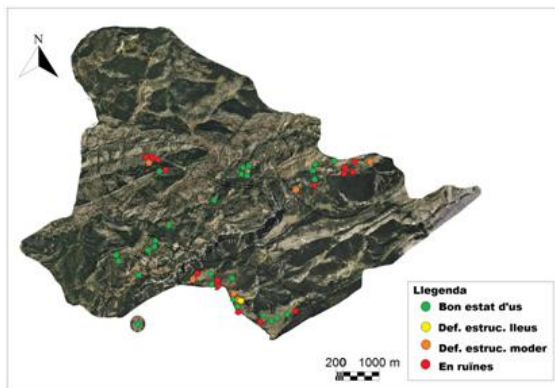 N
Llegenda
Bon estat d'us
Def. estruc. lleus
Def. estruc. moder
En ruïnes
200 1000 m